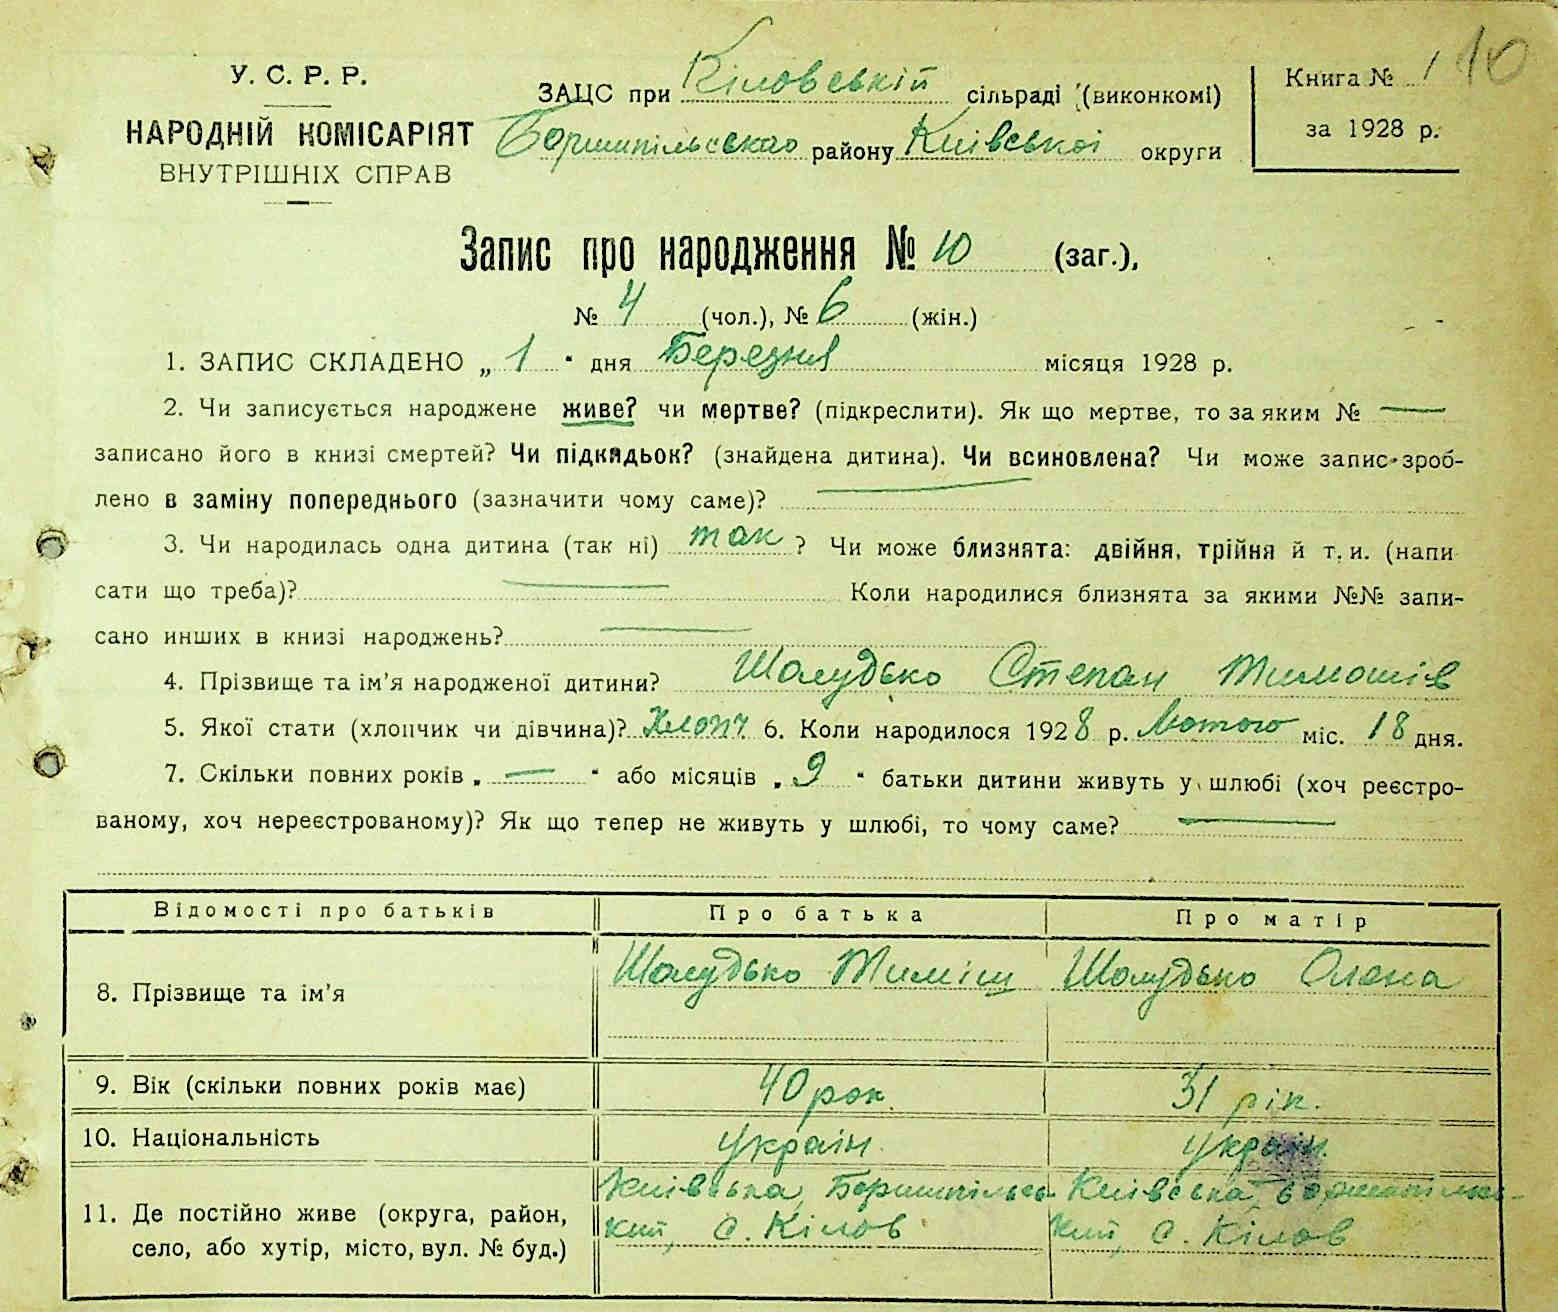 У. С. Р. Р.
НАРОДНІЙ КОМІСАРІЯТ
ВНУТРІШНІХ СПРАВ
ЗАЦС при Кіловській сільраді (виконкомі)
Боришпільського району Київської округи
Книга № 1 10
за 1928 р.
Запис про народження № 10 (заг.),
№ 4 (чол.), № 6 (жін.)
1. ЗАПИС СКЛАДЕНО „ 1 “ дня Березня місяця 1928 р.
2. Чи записується народжене живе? чи мертве? (підкреслити). Як що мертве, то за яким № —
записано його в книзі смертей? Чи підкядьок? (знайдена дитина). Чи всиновлена? Чи може запис зроб-
лено в заміну попереднього (зазначити чому саме)? —
3. Чи народилась одна дитина (так ні) так ? Чи може близнята: двійня, трійня й т. и. (напи
сати що треба)? — Коли народилися близнята за якими №№ запи-
сано инших в книзі народжень? —
4. Прізвище та ім’я народженої дитини? Шолудько Степан Тимошів
5. Якої стати (хлопчик чи дівчина)? Хлопч. 6. Коли народилося 1928 р. Лютого міс. 18 дня.
7. Скільки повних років „ — “ або місяців „ 9 “ батьки дитини живуть у шлюбі (хоч реєстро-
ваному, хоч нереєстрованому)? Як що тепер не живуть у шлюбі, то чому саме? —
Відомості про батьків Про батька Про матір
8. Прізвище та ім’я Шолудько Тиміш Шолудько Олена
9. Вік (скільки повних років має) 40 рок. 31 рік.
10. Національність україн. україн.
11. Де постійно живе (округа, район,
село, або хутір, місто, вул. № буд.)
Київська, Боришпільсь-
кий, с. Кілов
Київська, Боришпільсь-
кий, с. Кілов